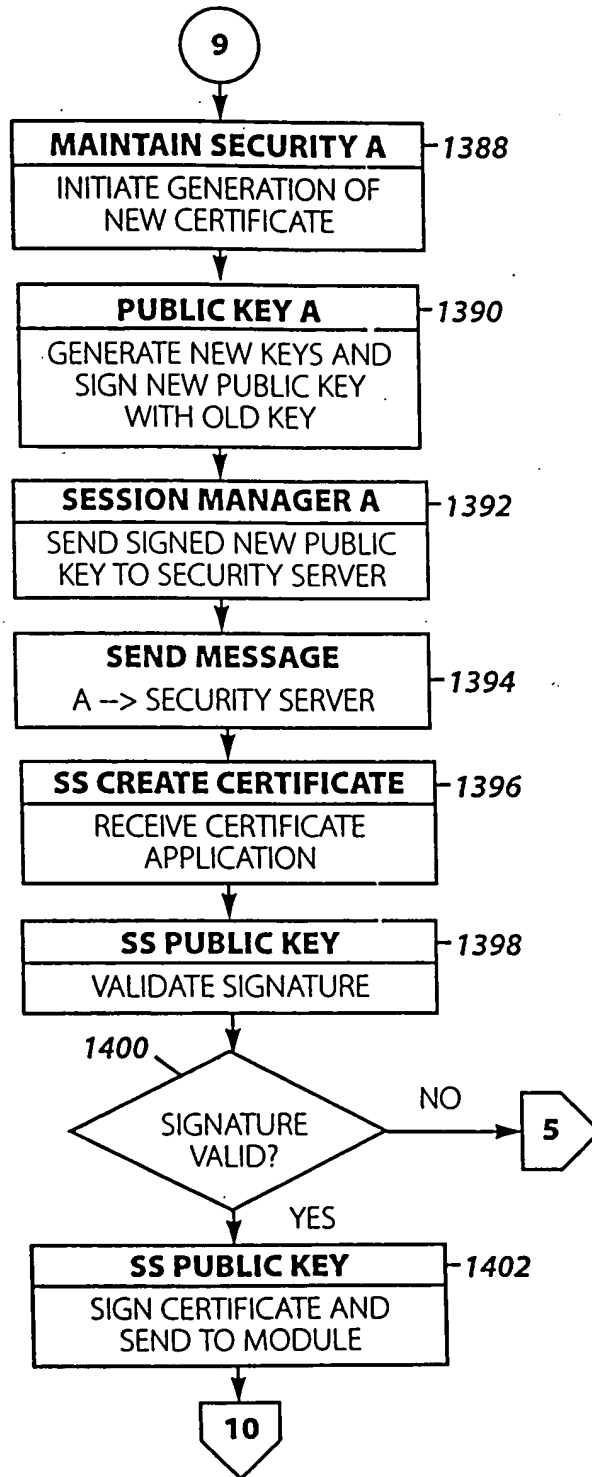 9
MAINTAIN SECURITY A
1388
INITIATE GENERATION OF
NEW CERTIFICATE
PUBLIC KEY A
1390
GENERATE NEW KEYS AND
SIGN NEW PUBLIC KEY
WITH OLD KEY
SESSION MANAGER A
1392
SEND SIGNED NEW PUBLIC
KEY TO SECURITY SERVER
SEND MESSAGE
1394
A --> SECURITY SERVER
SS CREATE CERTIFICATE
1396
RECEIVE CERTIFICATE
APPLICATION
SS PUBLIC KEY
1398
VALIDATE SIGNATURE
1400
SIGNATURE
VALID?
NO
5
YES
SS PUBLIC KEY
1402
SIGN CERTIFICATE AND
SEND TO MODULE
10